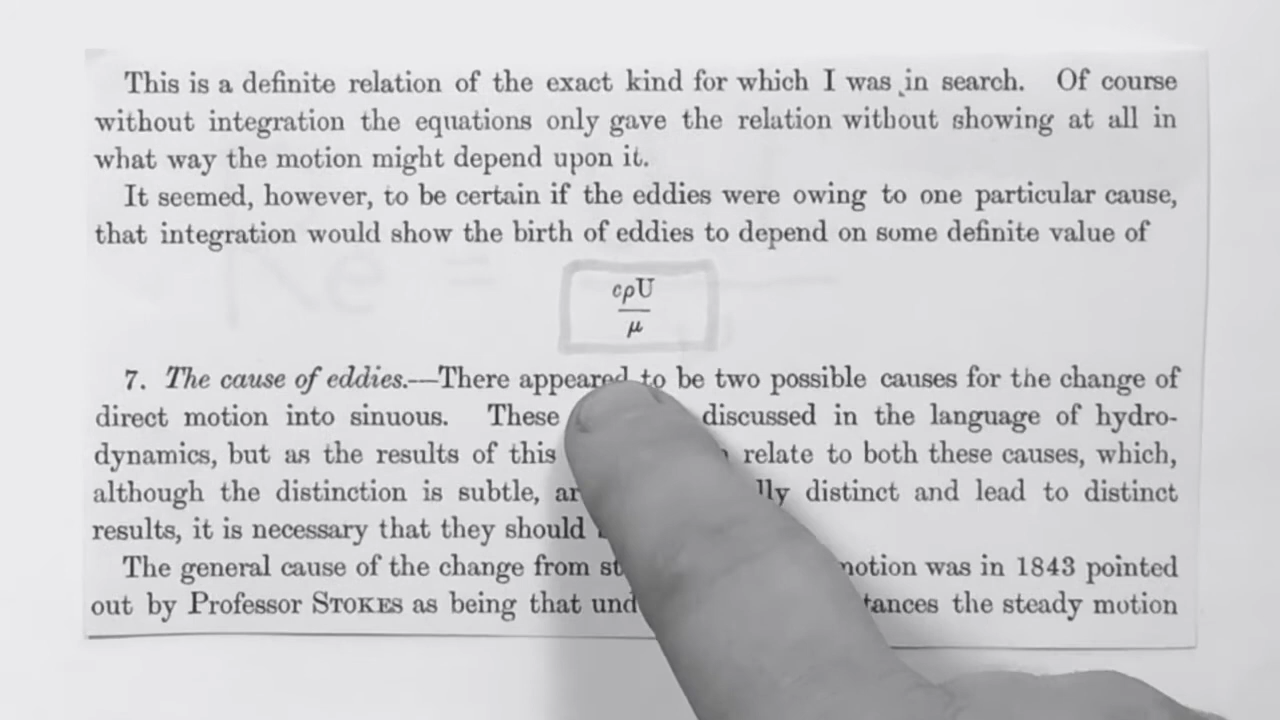 This is a definite relation of the exact kind for which I was in search. Of course
without integration the equations only gave the relation without showing at all in
what way the motion might depend upon it.
It seemed, however, to be certain if the eddies were owing to one particular cause,
that integration would show the birth of eddies to depend on some definite value of
cρU
μ
7. The cause of eddies.—There appeared to be two possible causes for the change of
direct motion into sinuous. These discussed in the language of hydro-
dynamics, but as the results of this relate to both these causes, which,
although the distinction is subtle, lly distinct and lead to distinct
results, it is necessary that they should
The general cause of the change from was in 1843 pointed
out by Professor STOKES as being that the steady motion